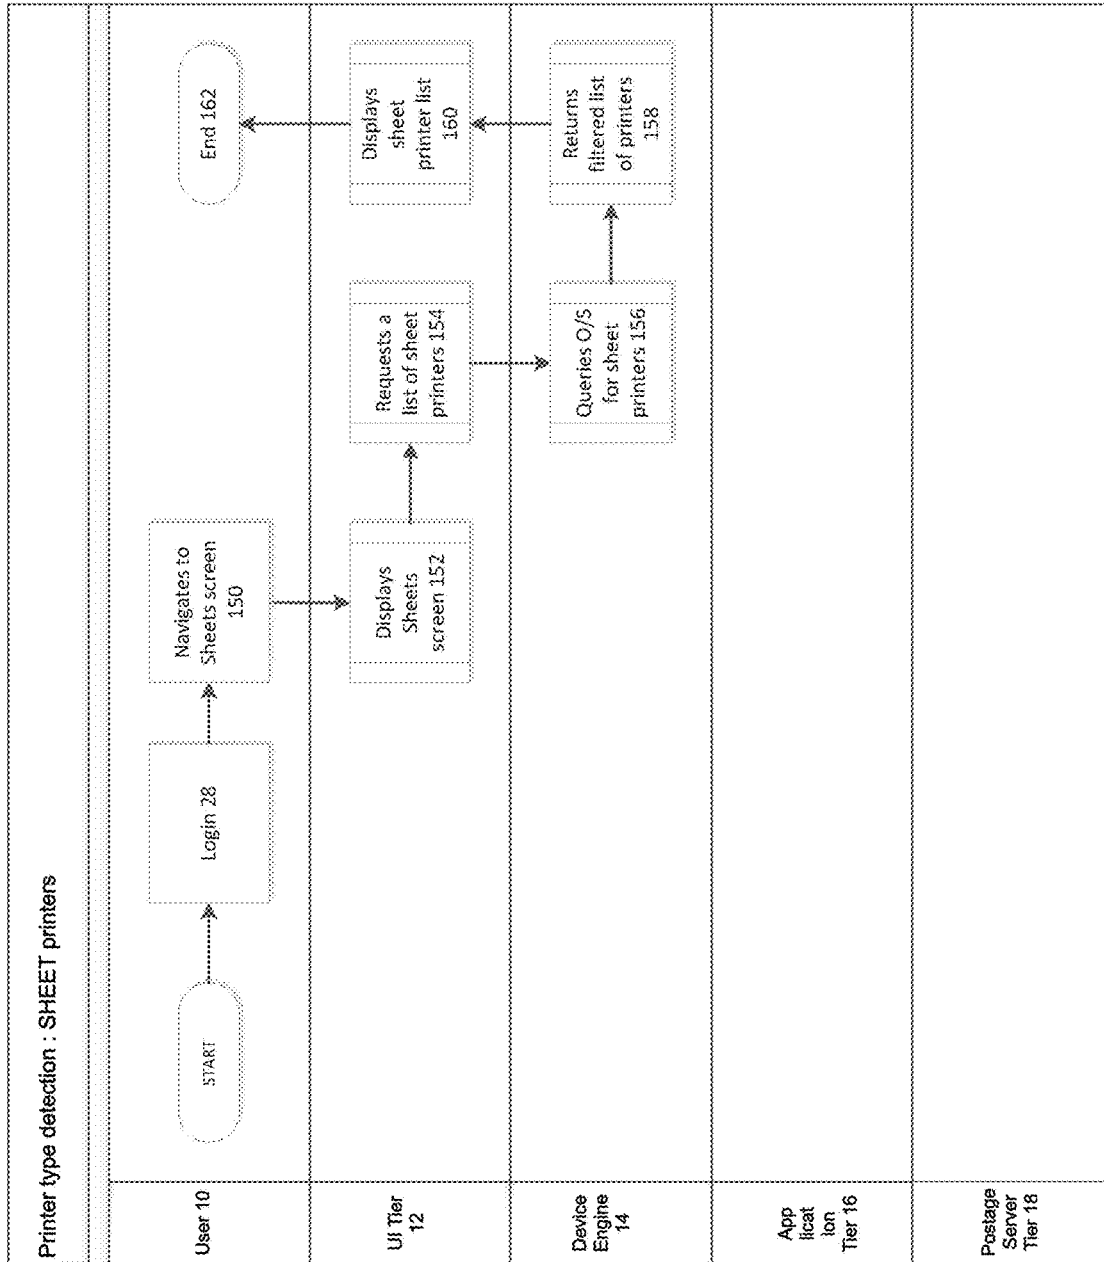 Printer type detection : SHEET printers
User 10
START
Login 28
Navigates to
Sheets screen
150
End 162
UI Tier
12
Displays
Sheets
screen 152
Requests a
list of sheet
printers 154
Displays
sheet
printer list
160
Device
Engine
14
Queries O/S
for sheet
printers 156
Returns
filtered list
of printers
158
App
licat
ion
Tier 16
Postage
Server
Tier 18